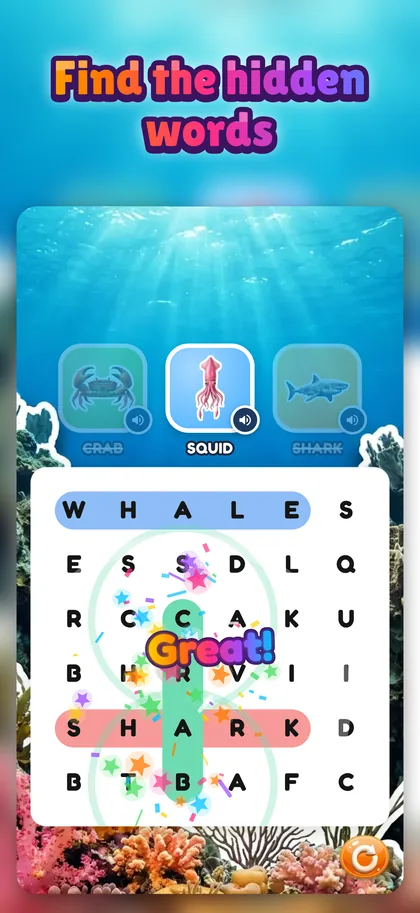 Find the hidden
words
CRAB SQUID SHARK
W H A L E S
E S S D L Q
R C C A K U
Great!
B H R V I I
S H A R K D
B T B A F C